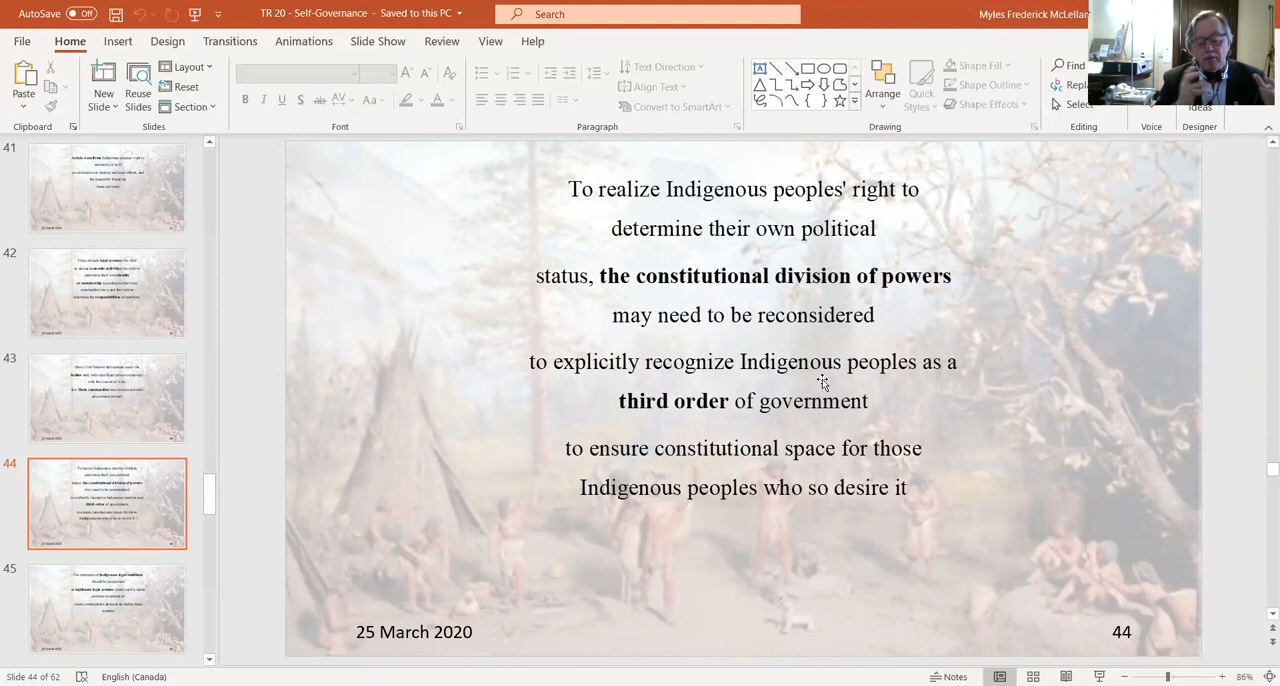 AutoSave Off TR 20 - Self-Governance - Saved to this PC Search Myles Frederick McLellan
File Home Insert Draw Design Transitions Animations Slide Show Review View Help
Paste
Clipboard
New Slide
Reuse Slides
Layout
Reset
Section
Slides
B I U S ab AV Aa A
Font
Text Direction
Align Text
Convert to SmartArt
Paragraph
Arrange
Quick Styles
Shape Fill
Shape Outline
Shape Effects
Drawing
Find
Select
Editing
Voice
Designer
41
42
43
44
45
To realize Indigenous peoples' right to
determine their own political
status, the constitutional division of powers
may need to be reconsidered
to explicitly recognize Indigenous peoples as a
third order of government
to ensure constitutional space for those
Indigenous peoples who so desire it
25 March 2020 44
Slide 44 of 62 English (Canada) Notes 86%